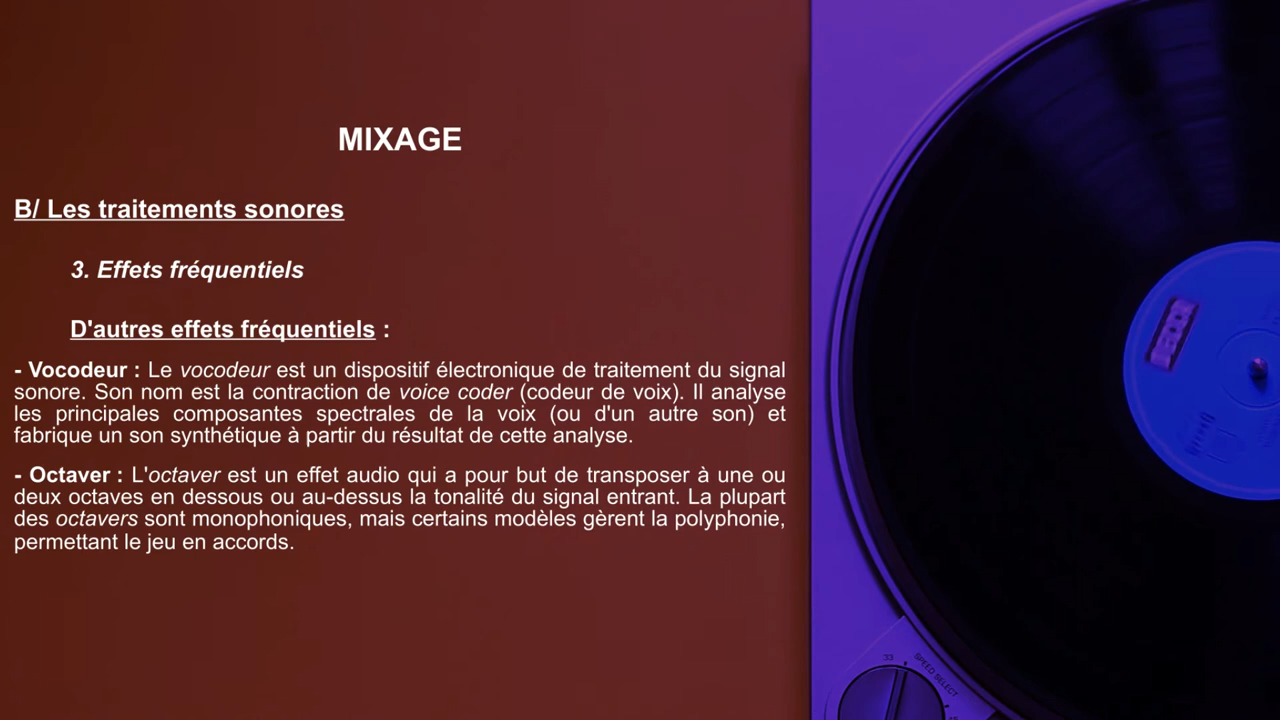 MIXAGE
B/ Les traitements sonores
3. Effets fréquentiels
D'autres effets fréquentiels :
- Vocodeur : Le vocodeur est un dispositif électronique de traitement du signal
sonore. Son nom est la contraction de voice coder (codeur de voix). Il analyse
les principales composantes spectrales de la voix (ou d'un autre son) et
fabrique un son synthétique à partir du résultat de cette analyse.
- Octaver : L'octaver est un effet audio qui a pour but de transposer à une ou
deux octaves en dessous ou au-dessus la tonalité du signal entrant. La plupart
des octavers sont monophoniques, mais certains modèles gèrent la polyphonie,
permettant le jeu en accords.
33
SPEED SELECT